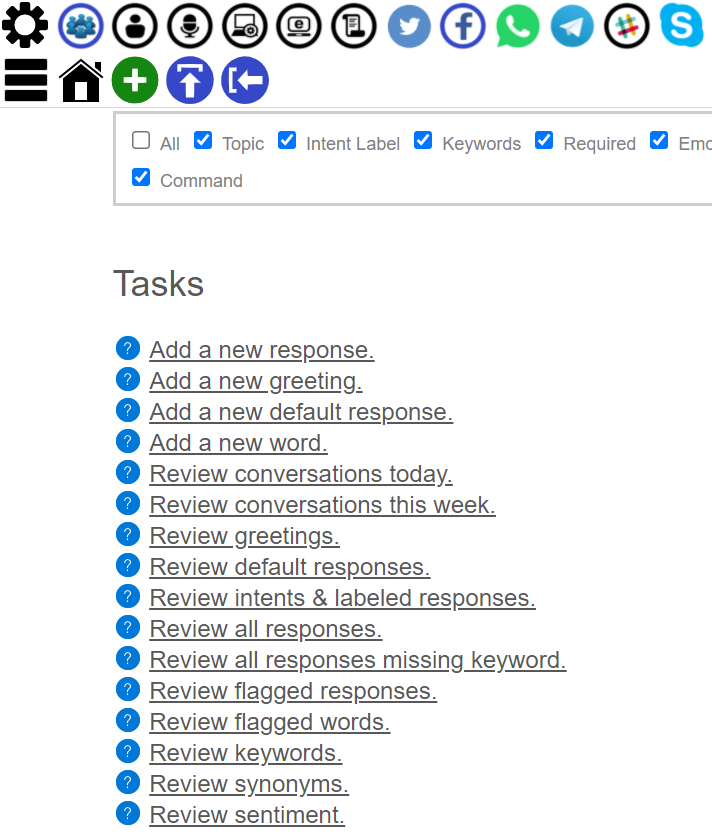 All Topic Intent Label Keywords Required
Command
Tasks
Add a new response.
Add a new greeting.
Add a new default response.
Add a new word.
Review conversations today.
Review conversations this week.
Review greetings.
Review default responses.
Review intents & labeled responses.
Review all responses.
Review all responses missing keyword.
Review flagged responses.
Review flagged words.
Review keywords.
Review synonyms.
Review sentiment.